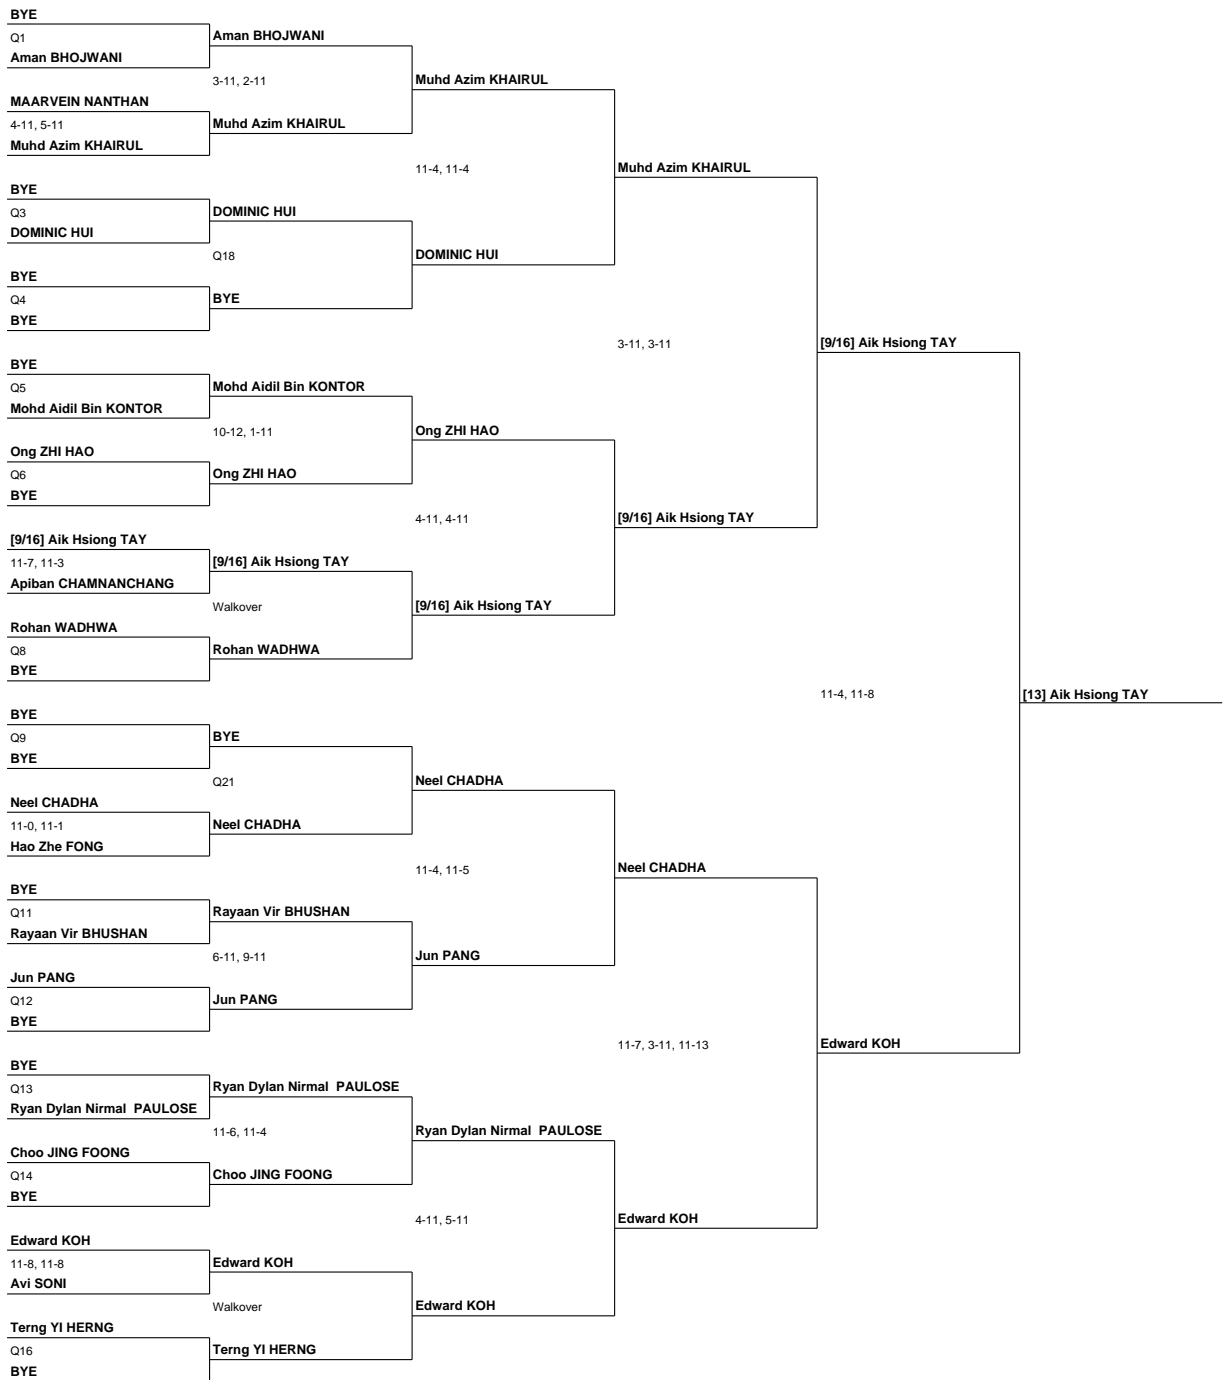 BYE
Q1
Aman BHOJWANI
MAARVEIN NANTHAN
4-11, 5-11
Muhd Azim KHAIRUL
BYE
Q3
DOMINIC HUI
BYE
Q4
BYE
BYE
Q5
Mohd Aidil Bin KONTOR
Ong ZHI HAO
Q6
BYE
[9/16] Aik Hsiong TAY
11-7, 11-3
Apiban CHAMNANCHANG
Rohan WADHWA
Q8
BYE
BYE
Q9
BYE
Neel CHADHA
11-0, 11-1
Hao Zhe FONG
BYE
Q11
Rayaan Vir BHUSHAN
Jun PANG
Q12
BYE
BYE
Q13
Ryan Dylan Nirmal  PAULOSE
Choo JING FOONG
Q14
BYE
Edward KOH
11-8, 11-8
Avi SONI
Terng YI HERNG
Q16
BYE
Aman BHOJWANI
3-11, 2-11
Muhd Azim KHAIRUL
DOMINIC HUI
Q18
BYE
Mohd Aidil Bin KONTOR
10-12, 1-11
Ong ZHI HAO
[9/16] Aik Hsiong TAY
Walkover
Rohan WADHWA
BYE
Q21
Neel CHADHA
Rayaan Vir BHUSHAN
6-11, 9-11
Jun PANG
Ryan Dylan Nirmal  PAULOSE
11-6, 11-4
Choo JING FOONG
Edward KOH
Walkover
Terng YI HERNG
Muhd Azim KHAIRUL
11-4, 11-4
DOMINIC HUI
Ong ZHI HAO
4-11, 4-11
[9/16] Aik Hsiong TAY
Neel CHADHA
11-4, 11-5
Jun PANG
Ryan Dylan Nirmal  PAULOSE
4-11, 5-11
Edward KOH
Muhd Azim KHAIRUL
3-11, 3-11
[9/16] Aik Hsiong TAY
Neel CHADHA
11-7, 3-11, 11-13
Edward KOH
[9/16] Aik Hsiong TAY
11-4, 11-8
Edward KOH
[13] Aik Hsiong TAY